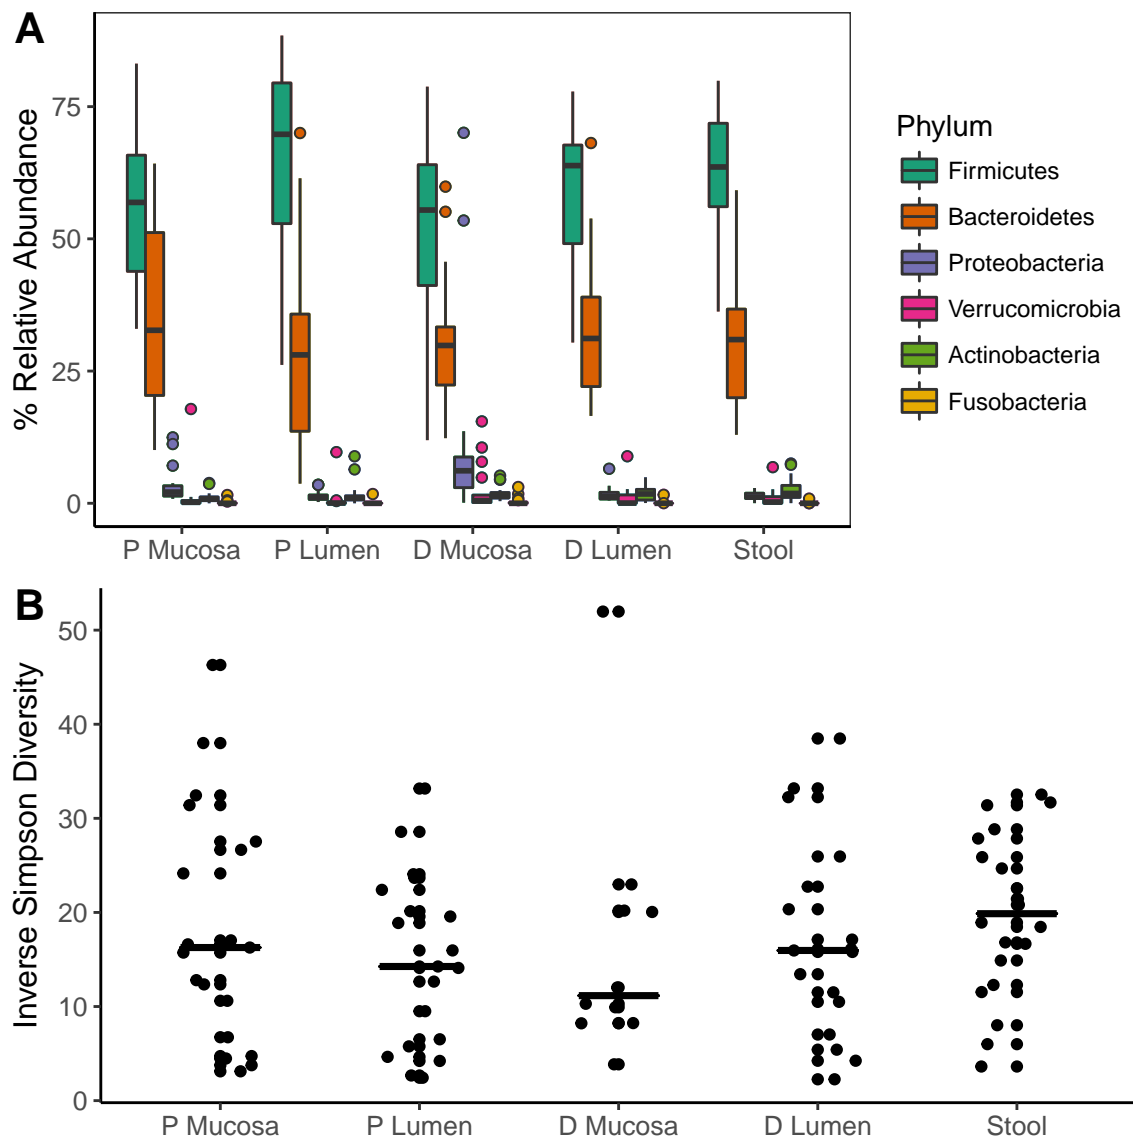 A
% Relative Abundance
75
50
25
0
P Mucosa P Lumen D Mucosa D Lumen Stool
Phylum
Firmicutes
Bacteroidetes
Proteobacteria
Verrucomicrobia
Actinobacteria
Fusobacteria
B
Inverse Simpson Diversity
50
40
30
20
10
0
P Mucosa P Lumen D Mucosa D Lumen Stool